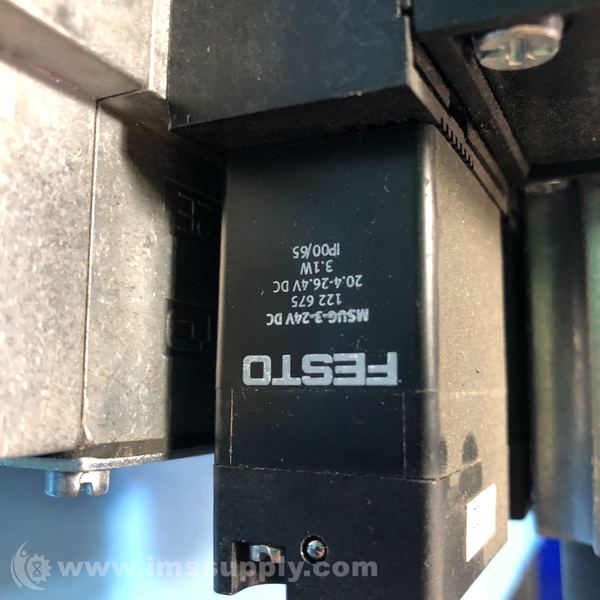 FESTO
MSUG-3-24V DC
122 675
20.4-26.4V DC
3.1W
IP00/65
www.imssupply.com